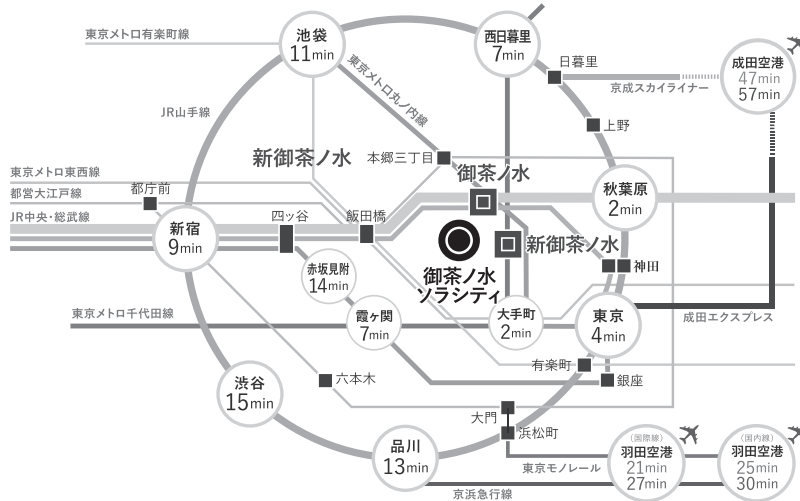 東京メトロ有楽町線
池袋
11min
西日暮里
7min
日暮里
成田空港
47min
57min
京成スカイライナー
東京メトロ丸ノ内線
JR山手線
上野
新御茶ノ水
本郷三丁目
御茶ノ水
東京メトロ東西線
都営大江戸線
都庁前
JR中央・総武線
秋葉原
2min
新宿
9min
四ッ谷
飯田橋
新御茶ノ水
神田
赤坂見附
14min
御茶ノ水
ソラシティ
東京メトロ千代田線
霞ヶ関
7min
大手町
2min
東京
4min
成田エクスプレス
有楽町
銀座
六本木
渋谷
15min
大門
浜松町
品川
13min
東京モノレール
京浜急行線
(国際線)
羽田空港
21min
27min
(国内線)
羽田空港
25min
30min